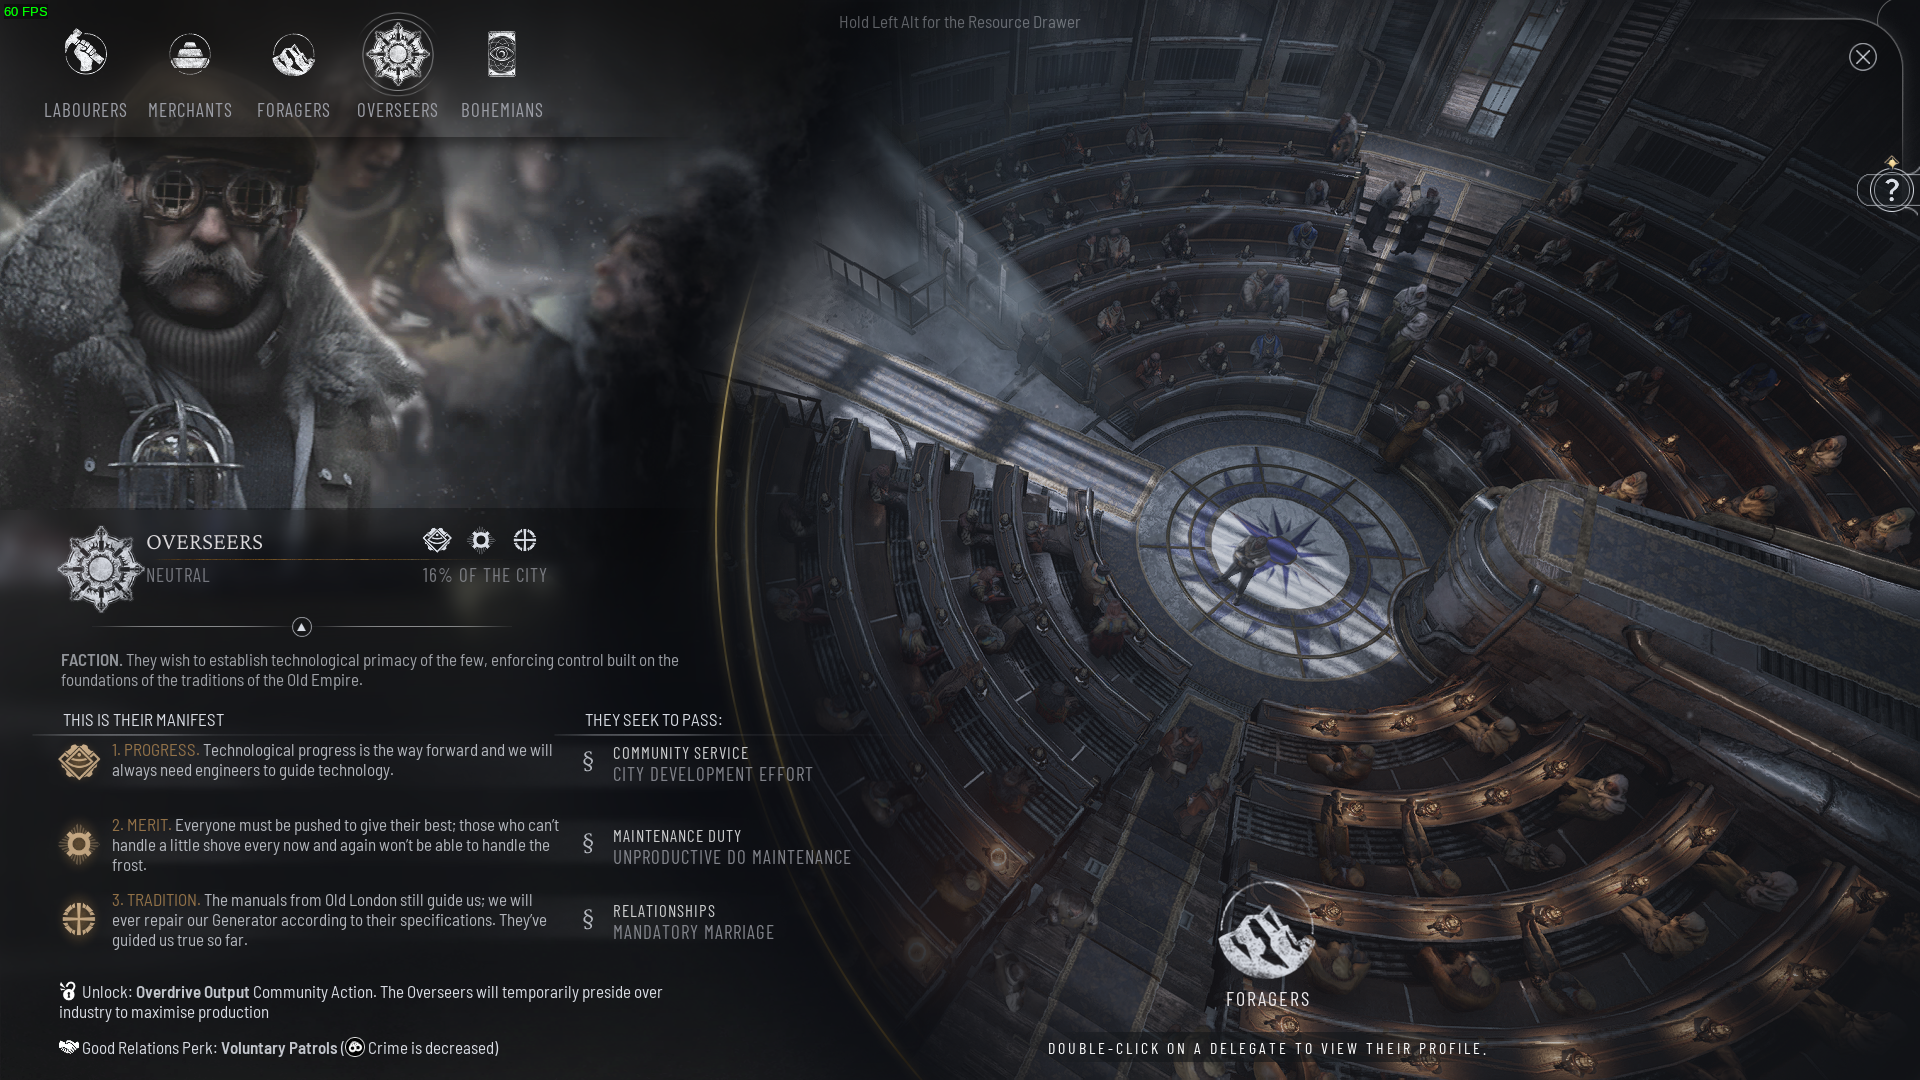 60 FPS
Hold Left Alt for the Resource Drawer
LABOURERS
MERCHANTS
FORAGERS
OVERSEERS
BOHEMIANS
?
OVERSEERS
NEUTRAL
16% OF THE CITY
FACTION. They wish to establish technological primacy of the few, enforcing control built on the
foundations of the traditions of the Old Empire.
THIS IS THEIR MANIFEST
1. PROGRESS. Technological progress is the way forward and we will
always need engineers to guide technology.
2. MERIT. Everyone must be pushed to give their best; those who can't
handle a little shove every now and again won't be able to handle the
frost.
3. TRADITION. The manuals from Old London still guide us; we will
ever repair our Generator according to their specifications. They've
guided us true so far.
THEY SEEK TO PASS:
§ COMMUNITY SERVICE
CITY DEVELOPMENT EFFORT
§ MAINTENANCE DUTY
UNPRODUCTIVE DO MAINTENANCE
§ RELATIONSHIPS
MANDATORY MARRIAGE
Unlock: Overdrive Output Community Action. The Overseers will temporarily preside over
industry to maximise production
Good Relations Perk: Voluntary Patrols ( Crime is decreased)
FORAGERS
DOUBLE-CLICK ON A DELEGATE TO VIEW THEIR PROFILE.